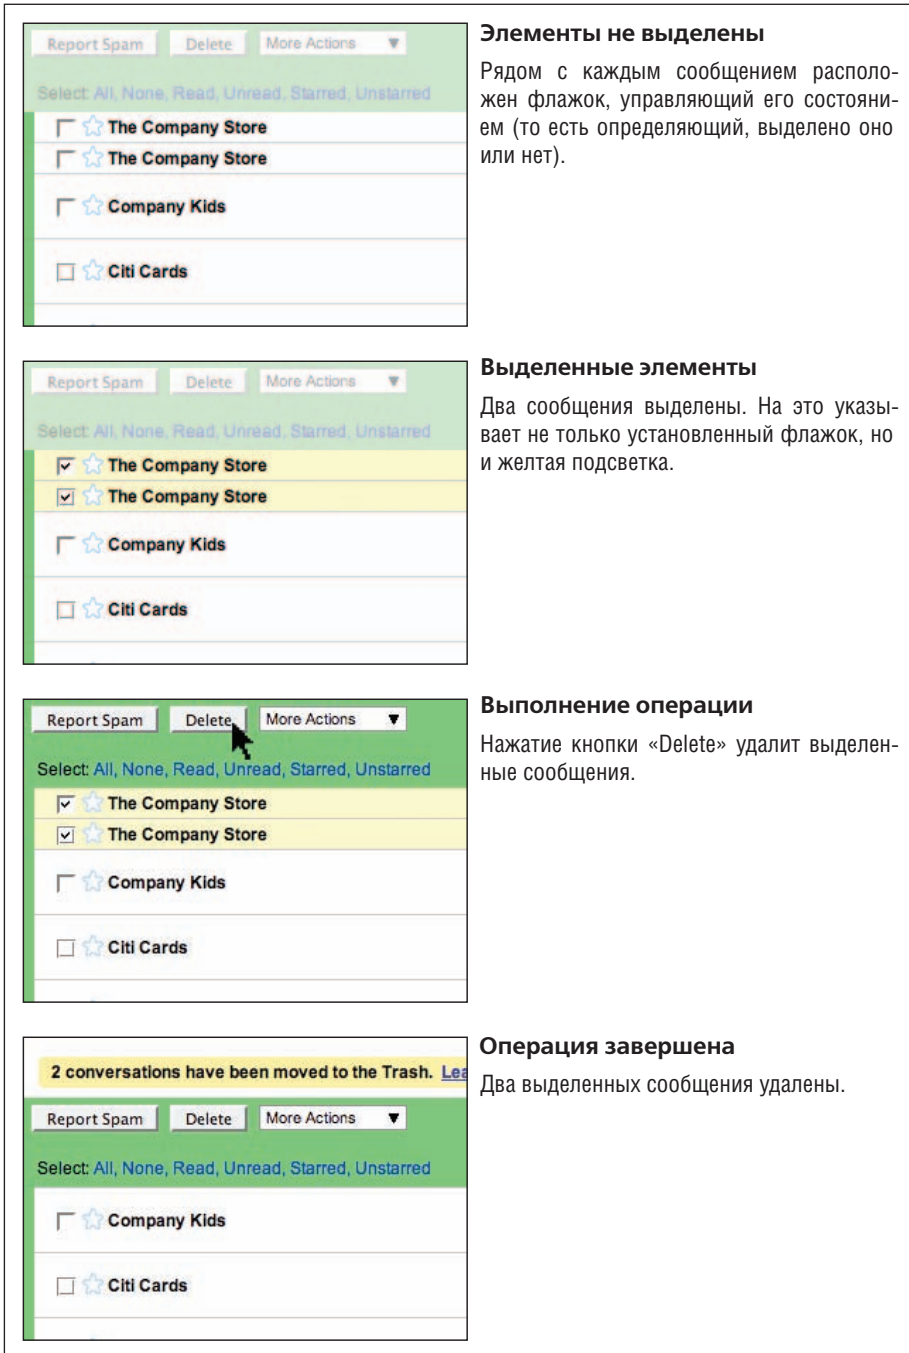 Report Spam Delete More Actions
Select: All, None, Read, Unread, Starred, Unstarred
The Company Store
The Company Store
Company Kids
Citi Cards
Элементы не выделены
Рядом с каждым сообщением располо-
жен флажок, управляющий его состояни-
ем (то есть определяющий, выделено оно
или нет).
Report Spam Delete More Actions
Select: All, None, Read, Unread, Starred, Unstarred
The Company Store
The Company Store
Company Kids
Citi Cards
Выделенные элементы
Два сообщения выделены. На это указы-
вает не только установленный флажок, но
и желтая подсветка.
Report Spam Delete More Actions
Select: All, None, Read, Unread, Starred, Unstarred
The Company Store
The Company Store
Company Kids
Citi Cards
Выполнение операции
Нажатие кнопки «Delete» удалит выделен-
ные сообщения.
2 conversations have been moved to the Trash. Lea
Report Spam Delete More Actions
Select: All, None, Read, Unread, Starred, Unstarred
Company Kids
Citi Cards
Операция завершена
Два выделенных сообщения удалены.